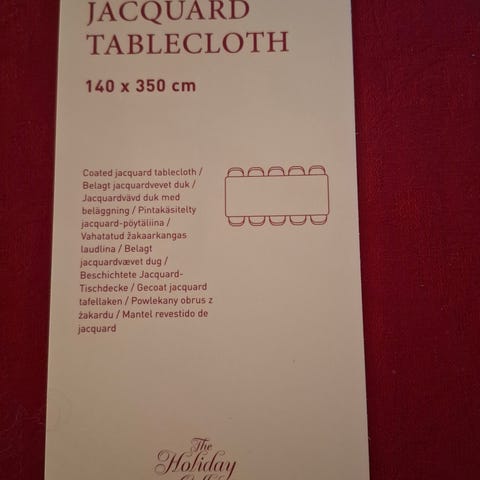 JACQUARD
TABLECLOTH
140 x 350 cm
Coated jacquard tablecloth /
Belagt jacquardvevet duk /
Jacquardvävd duk med
beläggning / Pintakäsitelty
jacquard-pöytäliina /
Vahatatud žakaarkangas
laudlina / Belagt
jacquardvævet dug /
Beschichtete Jacquard-
Tischdecke / Gecoat jacquard
tafellaken / Powlekany obrus z
żakardu / Mantel revestido de
jacquard
The
Holiday